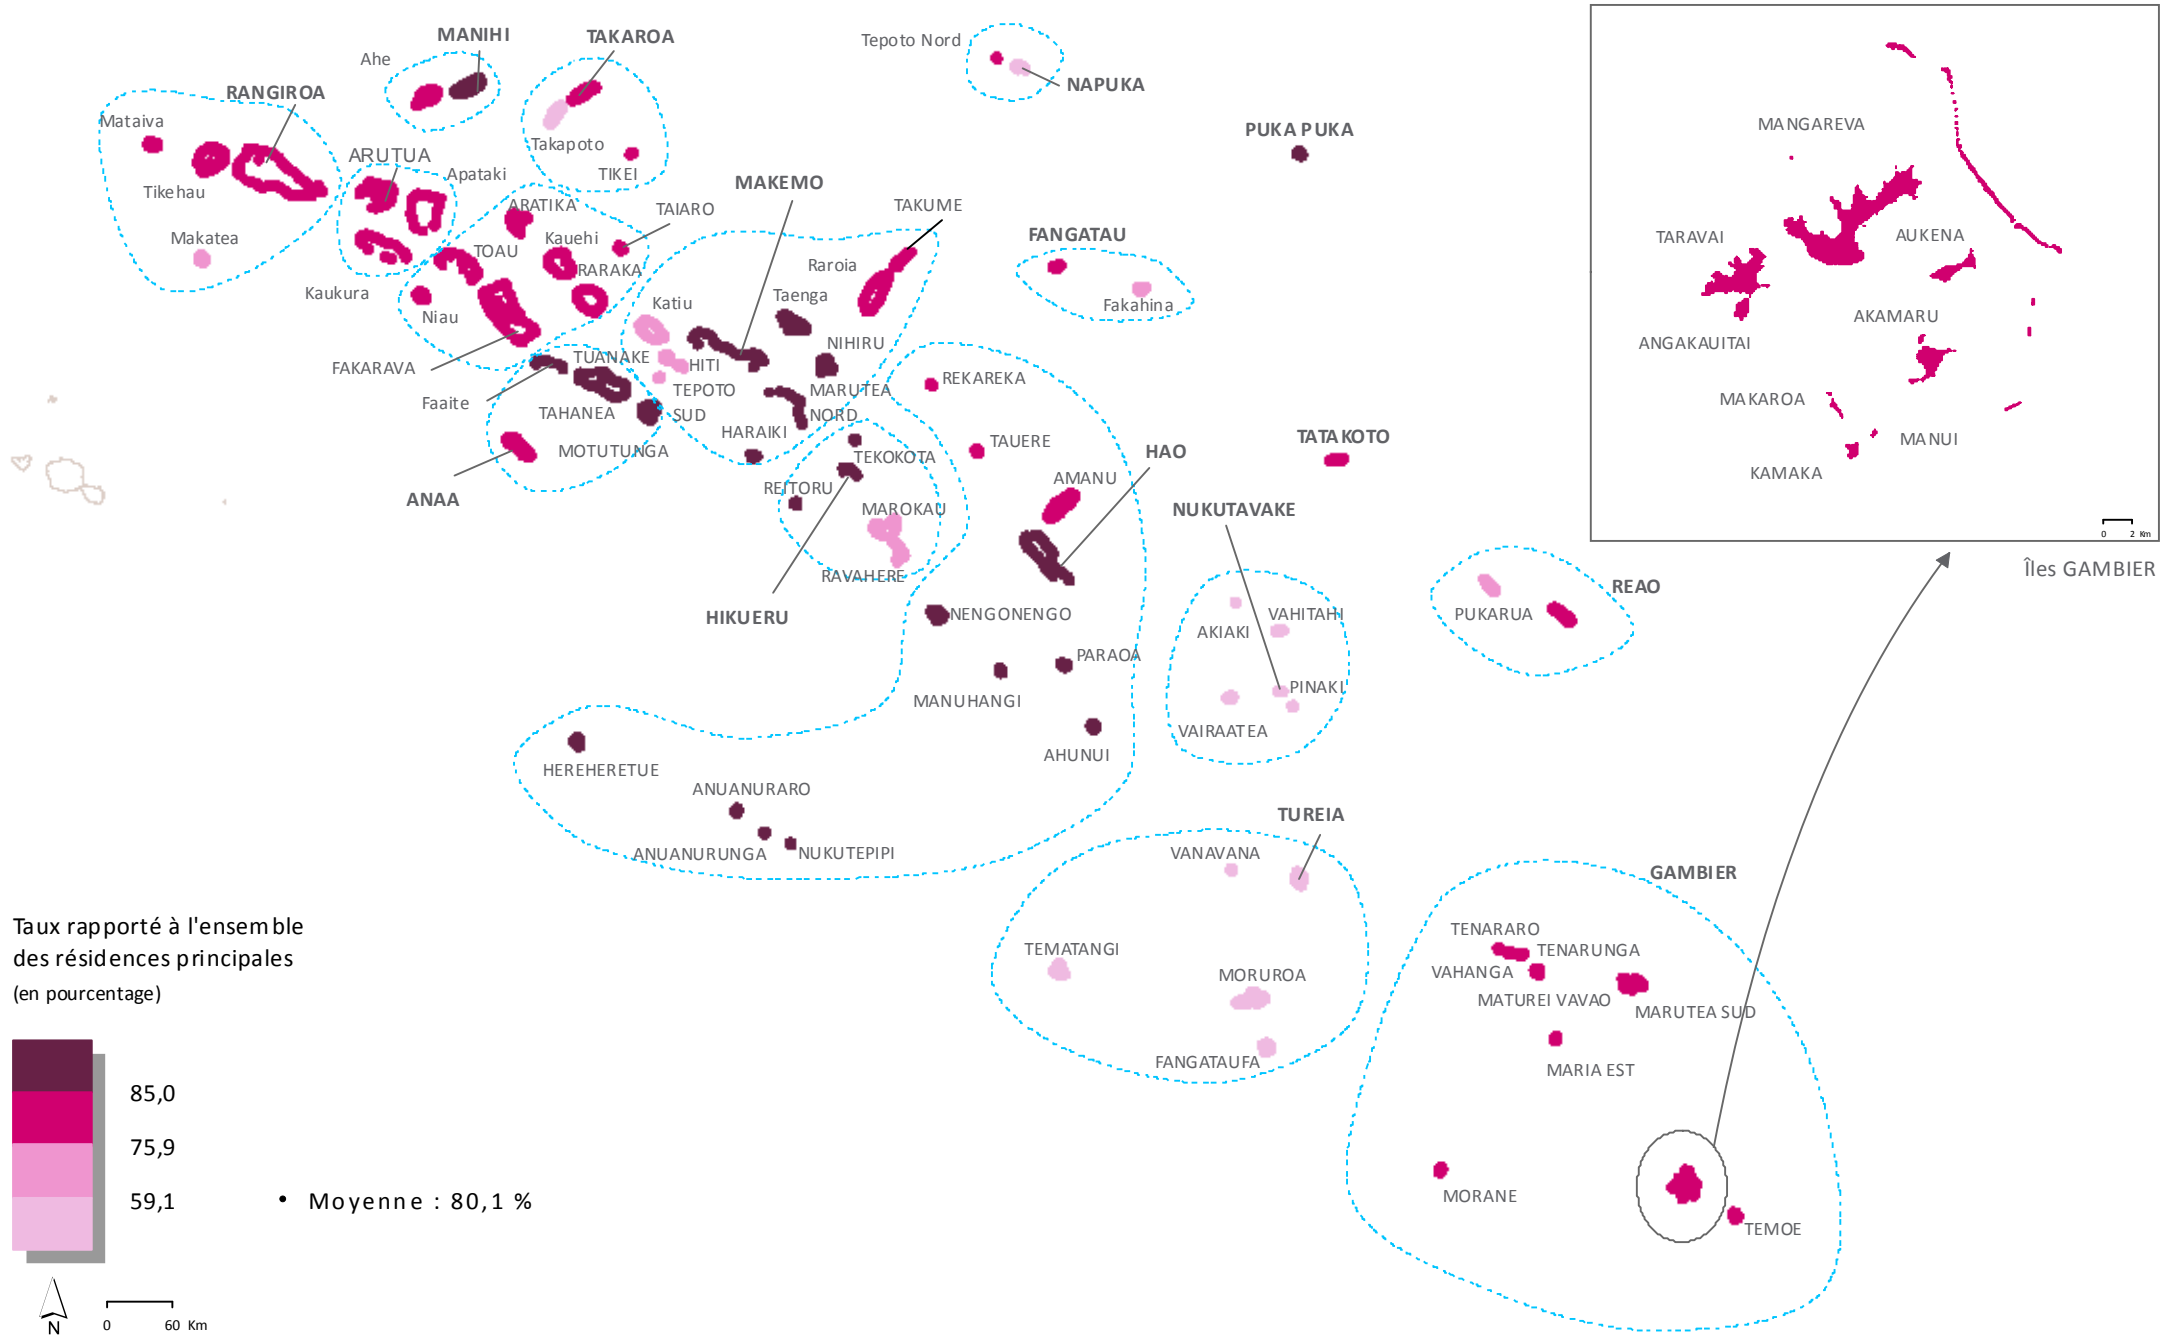 MANIHI
TAKAROA
Tepoto Nord
Ahe
NAPUKA
RANGIROA
Mataiva
MANGAREVA
PUKA PUKA
Takapoto
ARUTUA
Apataki
TIKEI
MAKEMO
Tikehau
ARATIKA
TAIARO
TAKUME
Makatea
Kauehi
FANGATAU
TARAVAI
AUKENA
TOAU
RARAKA
Raroia
Kaukura
Niau
Katiu
Taenga
Fakahina
AKAMARU
NIHIRU
ANGAKAUITAI
FAKARAVA
TUANAKE
HITI
REKAREKA
Faaite
TEPOTO
SUD
MARUTEA
NORD
MAKAROA
TAHANEA
HARAIKI
MANUI
MOTUTUNGA
TAUERE
TATAKOTO
TEKOKOTA
HAO
KAMAKA
ANAA
REITORU
AMANU
MAROKAU
NUKUTAVAKE
0 2 Km
RAVAHERE
Îles GAMBIER
HIKUERU
NENGONENGO
VAHITAHI
AKIAKI
PUKARUA
REAO
PARAOA
MANUHANGI
PINAKI
VAIRAATEA
AHUNUI
HEREHERETUE
ANUANURARO
ANUANURUNGA
NUKUTEPIPI
TUREIA
VANAVANA
GAMBIER
Taux rapporté à l'ensemble
des résidences principales
(en pourcentage)
TEMATANGI
MORUROA
TENARARO
TENARUNGA
VAHANGA
MATUREI VAVAO
MARUTEA SUD
FANGATAUFA
MARIA EST
85,0
75,9
59,1
• Moyenne : 80,1 %
MORANE
TEMOE
N
0 60 Km